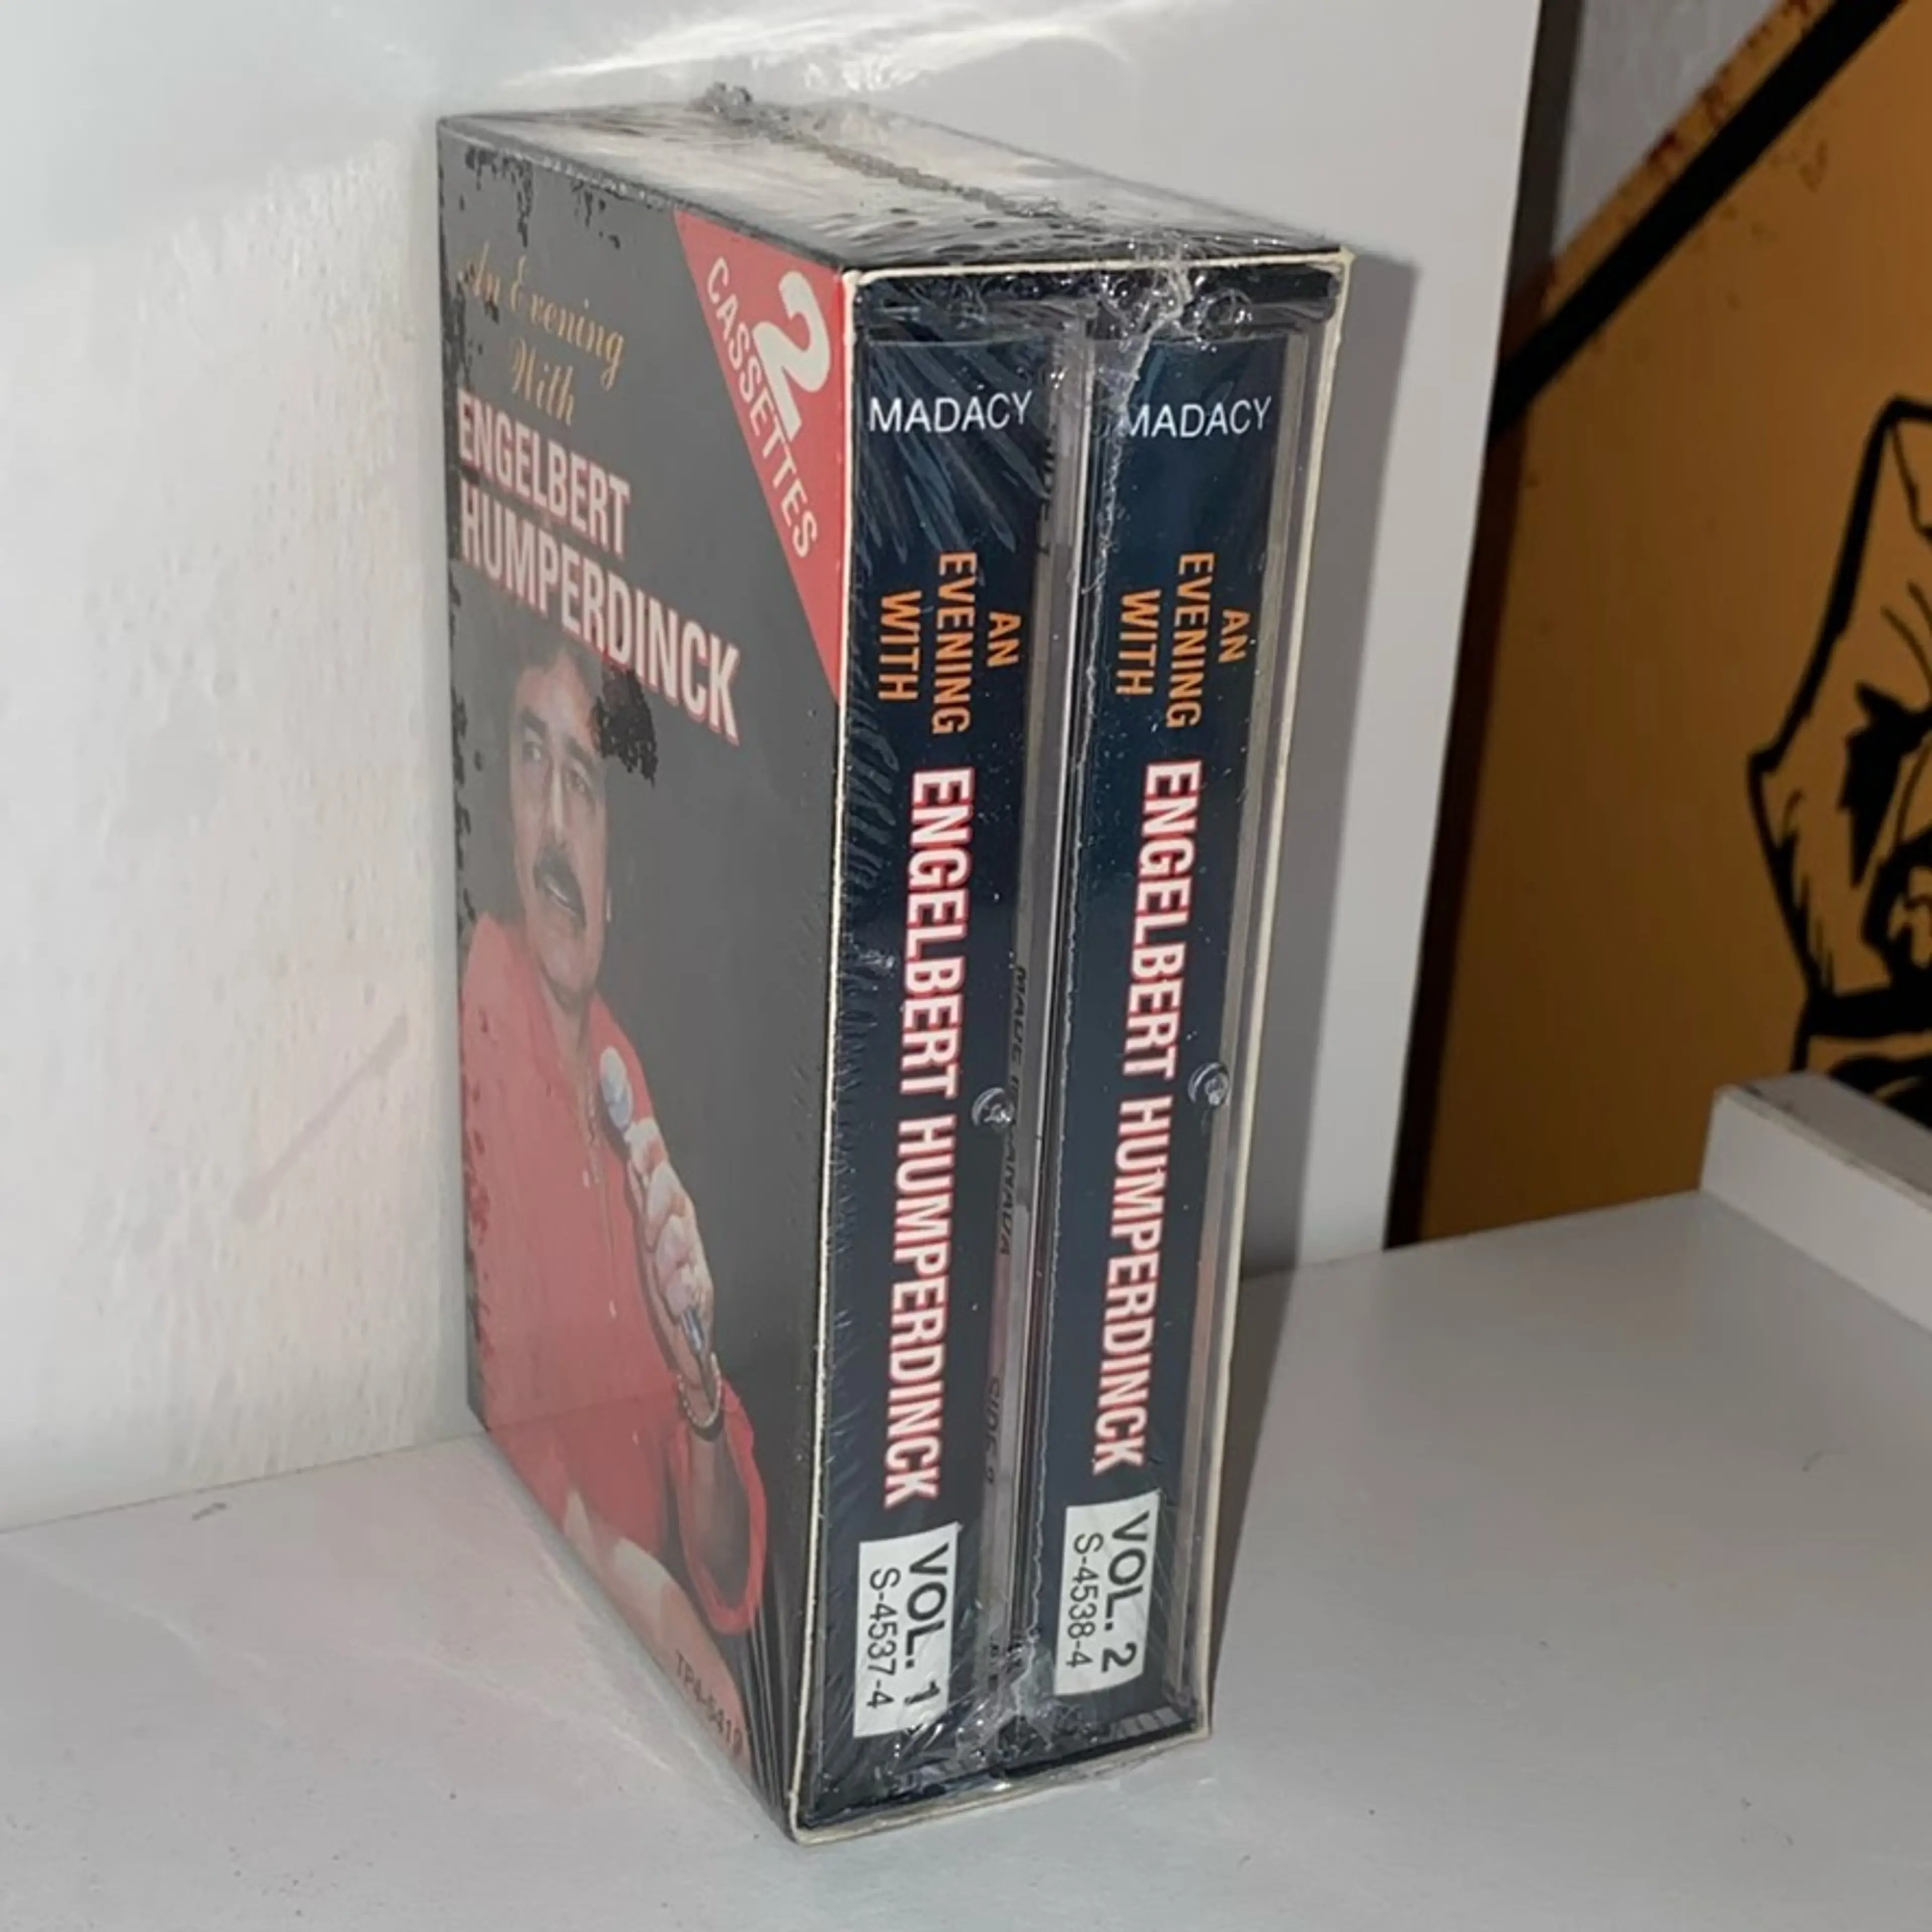 An Evening
With
ENGELBERT
HUMPERDINCK
2
CASSETTES
MADACY
AN
EVENING
WITH
ENGELBERT HUMPERDINCK
VOL. 1
S-4537-4
MADACY
AN
EVENING
WITH
ENGELBERT HUMPERDINCK
VOL. 2
S-4538-4